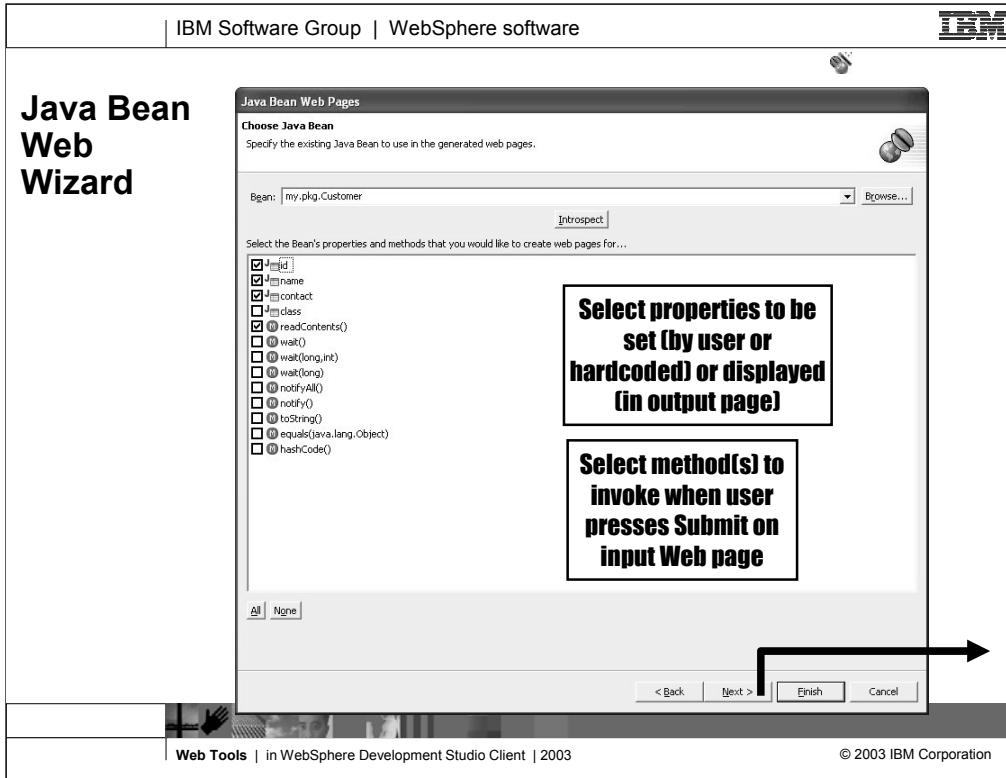 IBM Software Group | WebSphere software
IBM
Java Bean
Web
Wizard
Java Bean Web Pages
Choose Java Bean
Specify the existing Java Bean to use in the generated web pages.
Bean: my.pkg.Customer Browse...
Introspect
Select the Bean's properties and methods that you would like to create web pages for...
id
name
contact
class
readContents()
wait()
wait(long,int)
wait(long)
notifyAll()
notify()
toString()
equals(java.lang.Object)
hashCode()
Select properties to be
set (by user or
hardcoded) or displayed
(in output page)
Select method(s) to
invoke when user
presses Submit on
input Web page
All None
< Back Next > Finish Cancel
Web Tools | in WebSphere Development Studio Client | 2003 © 2003 IBM Corporation